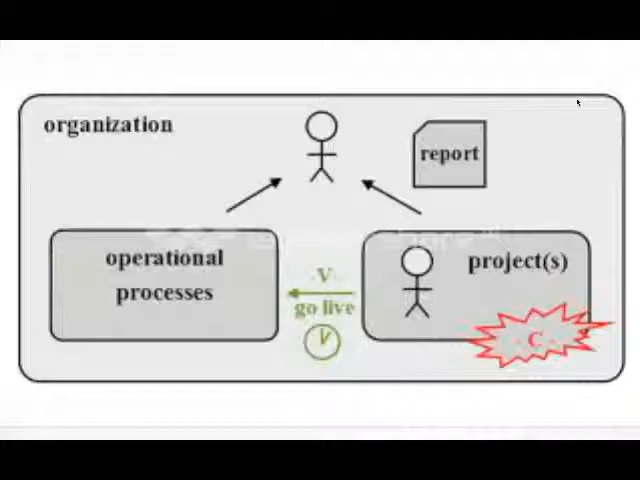 organization
report
operational
processes
project(s)
-V-
go live
- C -